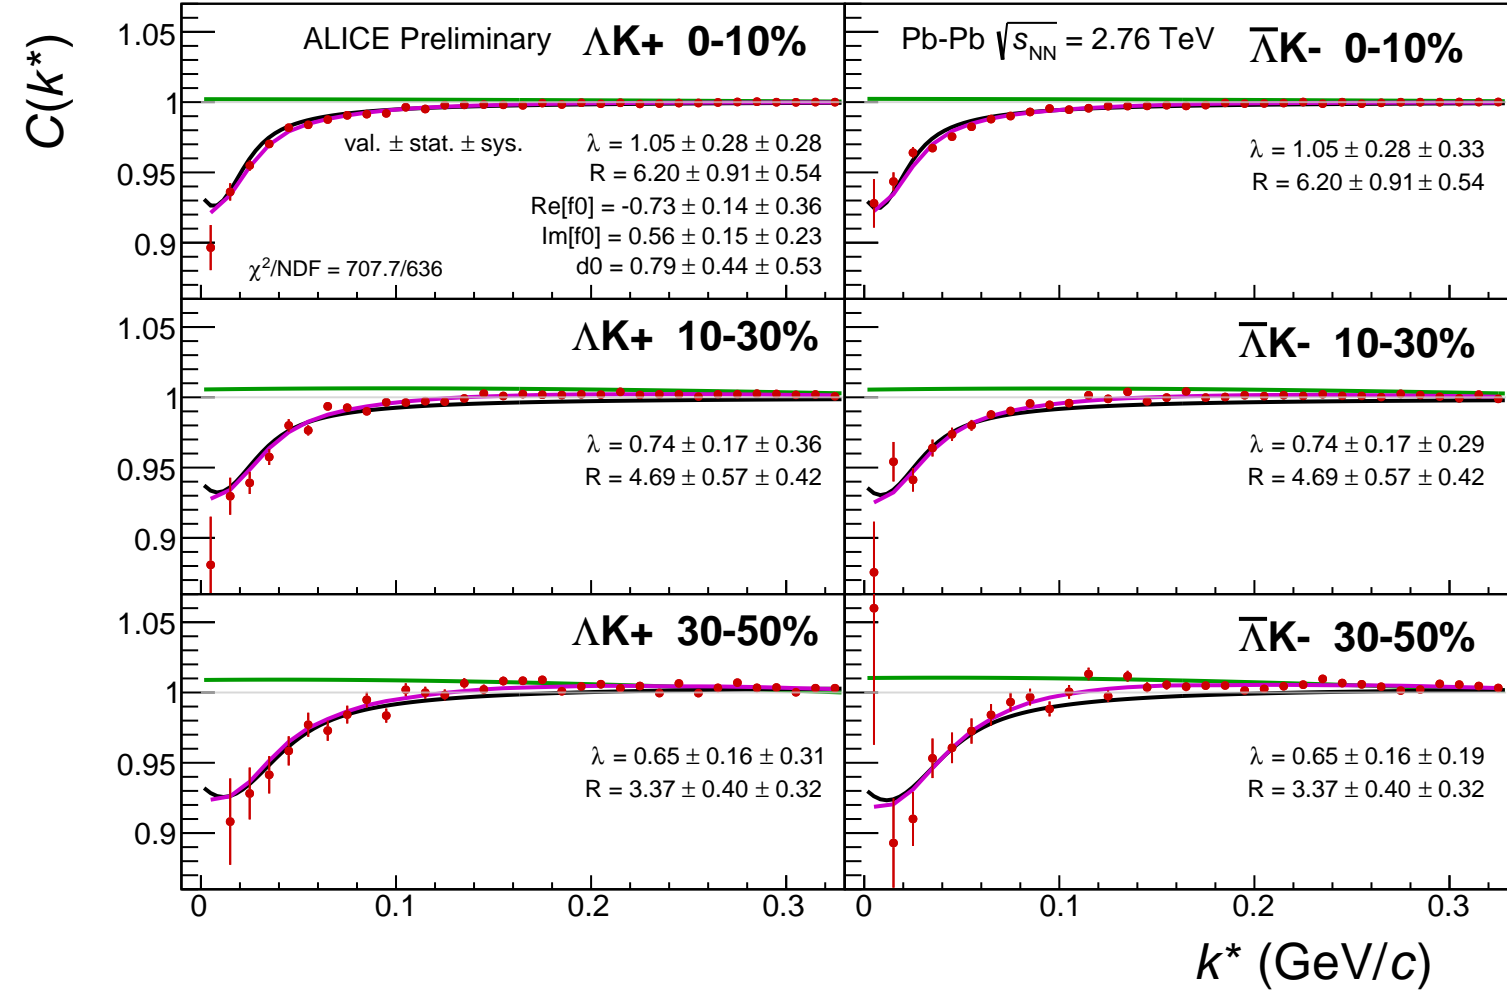 C(k*)
ALICE Preliminary ΛK+ 0-10%
1.05
1
0.95
0.9
val. ± stat. ± sys.
λ = 1.05 ± 0.28 ± 0.28
R = 6.20 ± 0.91 ± 0.54
Re[f0] = -0.73 ± 0.14 ± 0.36
Im[f0] = 0.56 ± 0.15 ± 0.23
d0 = 0.79 ± 0.44 ± 0.53
χ²/NDF = 707.7/636
Pb-Pb √s_NN = 2.76 TeV Λ̅K- 0-10%
λ = 1.05 ± 0.28 ± 0.33
R = 6.20 ± 0.91 ± 0.54
ΛK+ 10-30%
1.05
1
0.95
0.9
λ = 0.74 ± 0.17 ± 0.36
R = 4.69 ± 0.57 ± 0.42
Λ̅K- 10-30%
λ = 0.74 ± 0.17 ± 0.29
R = 4.69 ± 0.57 ± 0.42
ΛK+ 30-50%
1.05
1
0.95
0.9
λ = 0.65 ± 0.16 ± 0.31
R = 3.37 ± 0.40 ± 0.32
Λ̅K- 30-50%
λ = 0.65 ± 0.16 ± 0.19
R = 3.37 ± 0.40 ± 0.32
0 0.1 0.2 0.3
0 0.1 0.2 0.3
k* (GeV/c)